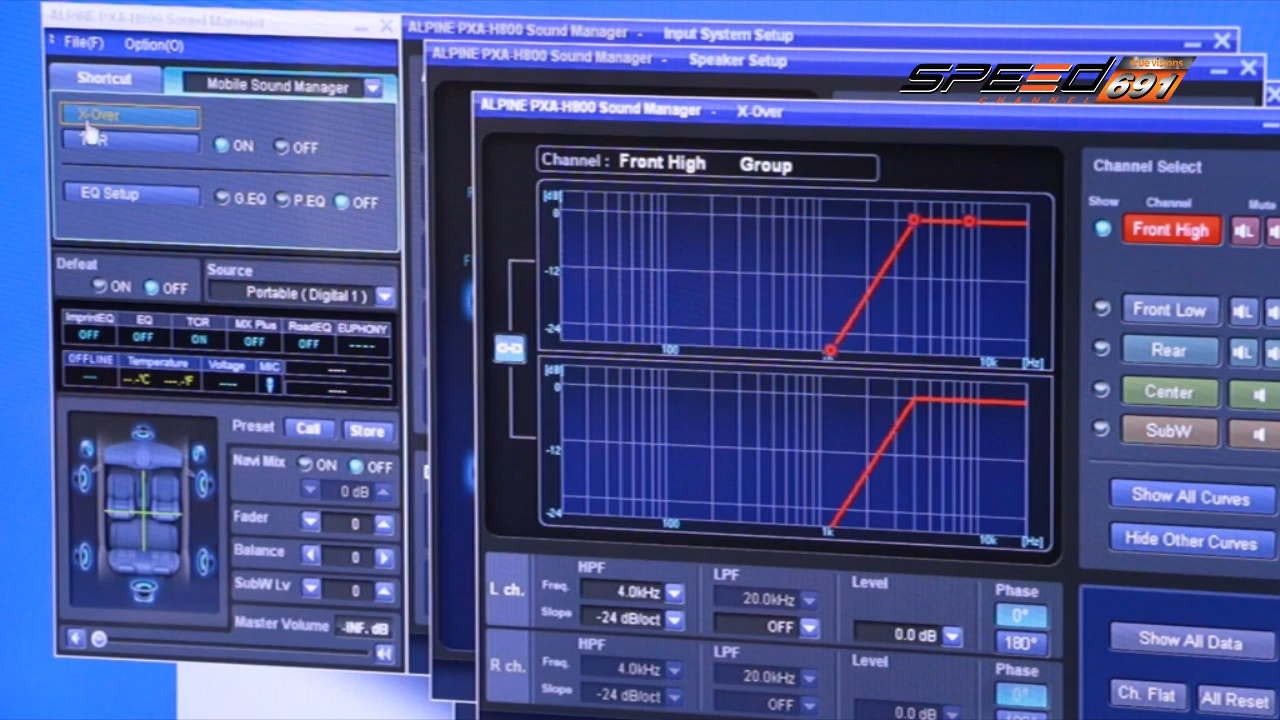 ALPINE PXA-H800 Sound Manager
File(F) Option(O)
Shortcut
Mobile Sound Manager
X-Over
TCR
ON OFF
EQ Setup
G.EQ P.EQ OFF
Defeat
ON OFF
Source
Portable ( Digital 1 )
ImprintEQ EQ TCR MX Plus RoadEQ EUPHONY
OFF OFF ON OFF OFF ----
OFFLINE Temperature Voltage MIC
--- --.-°C ---.-°F ---- ----
----
Preset Call Store
Navi Mix ON OFF
0 dB
Fader 0
Balance 0
SubW Lv 0
Master Volume -INF. dB
ALPINE PXA-H800 Sound Manager - Input System Setup
ALPINE PXA-H800 Sound Manager - Speaker Setup
ALPINE PXA-H800 Sound Manager - X-Over
true visions
SPEED 691
CHANNEL
Channel : Front High Group
[dB]
0
-12
-24
100 1k 10k [Hz]
[dB]
0
-12
-24
100 1k 10k [Hz]
L ch.
HPF
Freq. 4.0kHz
Slope -24 dB/oct
LPF
20.0kHz
OFF
Level
0.0 dB
Phase
0°
180°
R ch.
HPF
Freq. 4.0kHz
Slope -24 dB/oct
LPF
20.0kHz
OFF
Level
0.0 dB
Phase
0°
180°
Channel Select
Show Channel Mute
Front High L
Front Low L
Rear L
Center
SubW
Show All Curves
Hide Other Curves
Show All Data
Ch. Flat All Reset